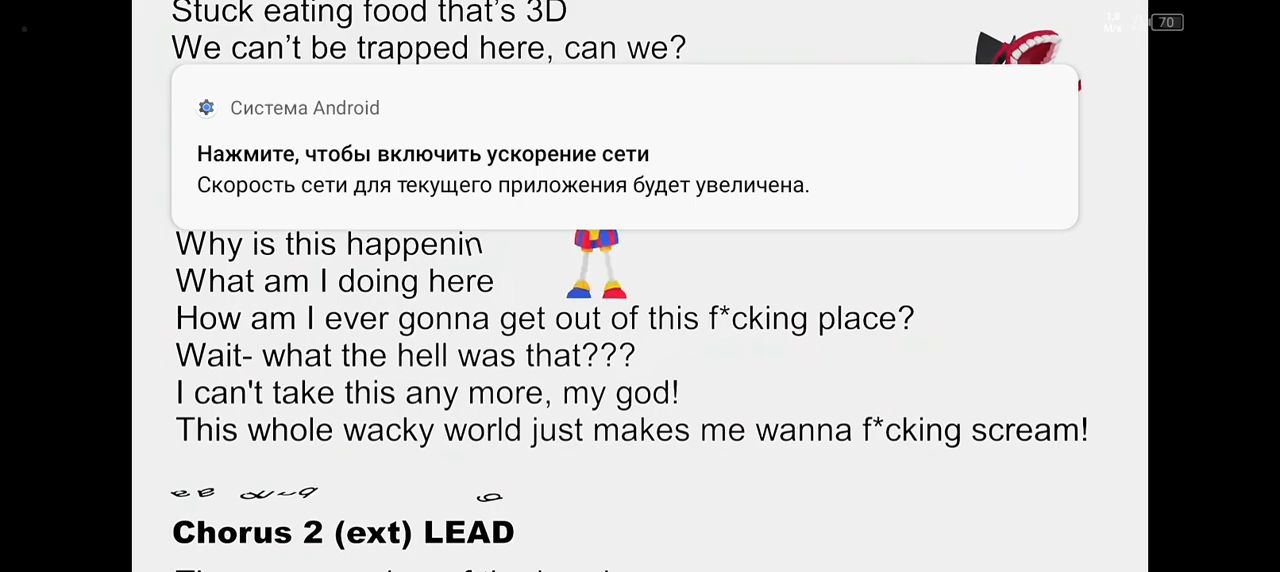 Stuck eating food that’s 3D
We can’t be trapped here, can we?
1,8 M/s
70
Система Android
Нажмите, чтобы включить ускорение сети
Скорость сети для текущего приложения будет увеличена.
Why is this happenin
What am I doing here
How am I ever gonna get out of this f*cking place?
Wait- what the hell was that???
I can't take this any more, my god!
This whole wacky world just makes me wanna f*cking scream!
Chorus 2 (ext) LEAD